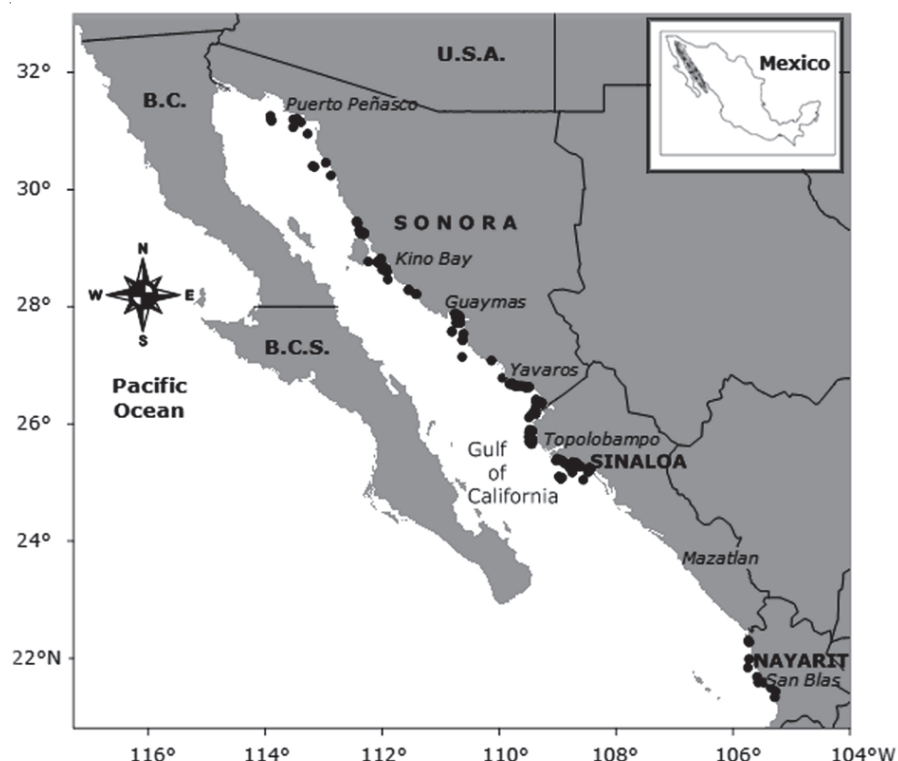 U.S.A.
Mexico
32°
B.C.
Puerto Peñasco
30°
SONORA
Kino Bay
N
W
E
S
28°
Guaymas
B.C.S.
Yavaros
Pacific
Ocean
26°
Topolobampo
Gulf
of
California
SINALOA
24°
Mazatlan
22°N
NAYARIT
San Blas
116°
114°
112°
110°
108°
106°
104°W